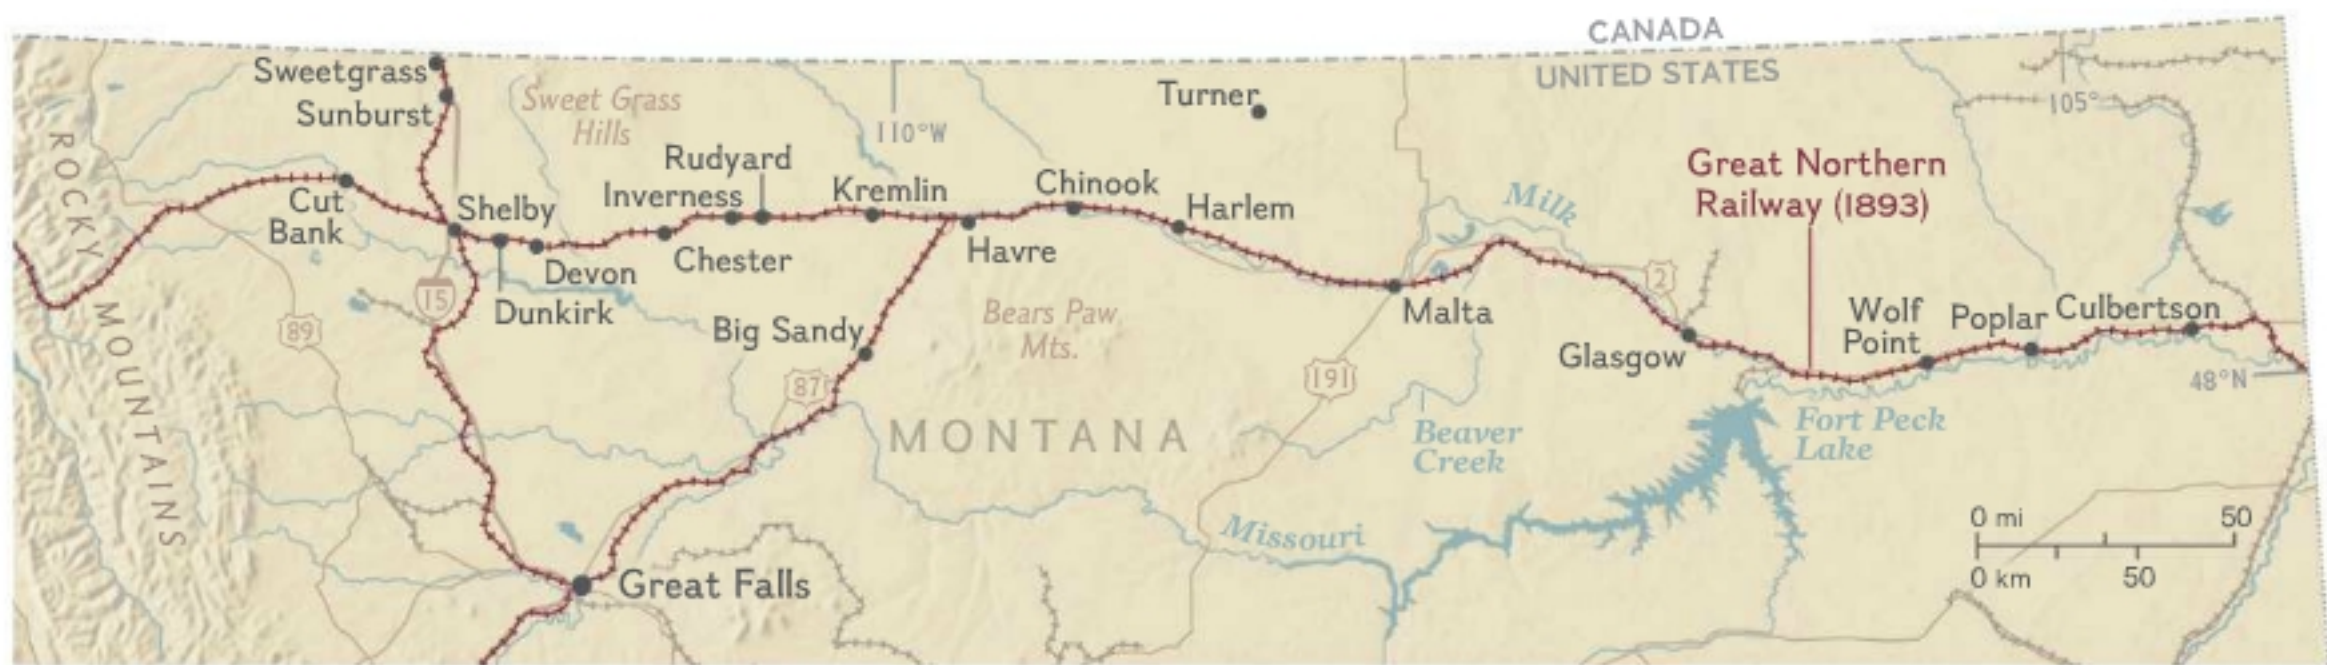 CANADA
UNITED STATES
Sweetgrass
Sunburst
Sweet Grass
Hills
Turner
110°W
105°
ROCKY
MOUNTAINS
Rudyard
Inverness
Kremlin
Chinook
Harlem
Milk
Great Northern
Railway (1893)
Cut
Bank
Shelby
Devon
Dunkirk
Chester
Havre
15
89
Big Sandy
87
Bears Paw
Mts.
191
Malta
2
Glasgow
Wolf
Point
Poplar
Culbertson
48°N
MONTANA
Beaver
Creek
Fort Peck
Lake
Missouri
Great Falls
0 mi
50
0 km
50